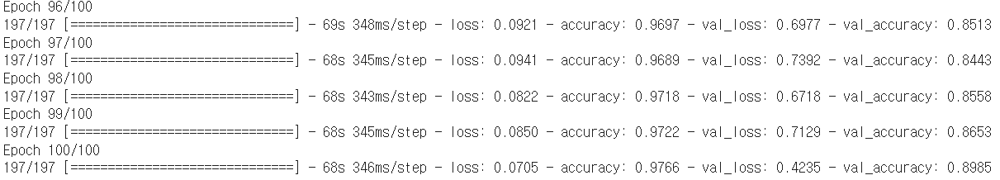 Epoch 96/100
197/197 [==============================] - 69s 348ms/step - loss: 0.0921 - accuracy: 0.9697 - val_loss: 0.6977 - val_accuracy: 0.8513
Epoch 97/100
197/197 [==============================] - 68s 345ms/step - loss: 0.0941 - accuracy: 0.9689 - val_loss: 0.7392 - val_accuracy: 0.8443
Epoch 98/100
197/197 [==============================] - 68s 343ms/step - loss: 0.0822 - accuracy: 0.9718 - val_loss: 0.6718 - val_accuracy: 0.8558
Epoch 99/100
197/197 [==============================] - 68s 345ms/step - loss: 0.0850 - accuracy: 0.9722 - val_loss: 0.7129 - val_accuracy: 0.8653
Epoch 100/100
197/197 [==============================] - 68s 346ms/step - loss: 0.0705 - accuracy: 0.9766 - val_loss: 0.4235 - val_accuracy: 0.8985